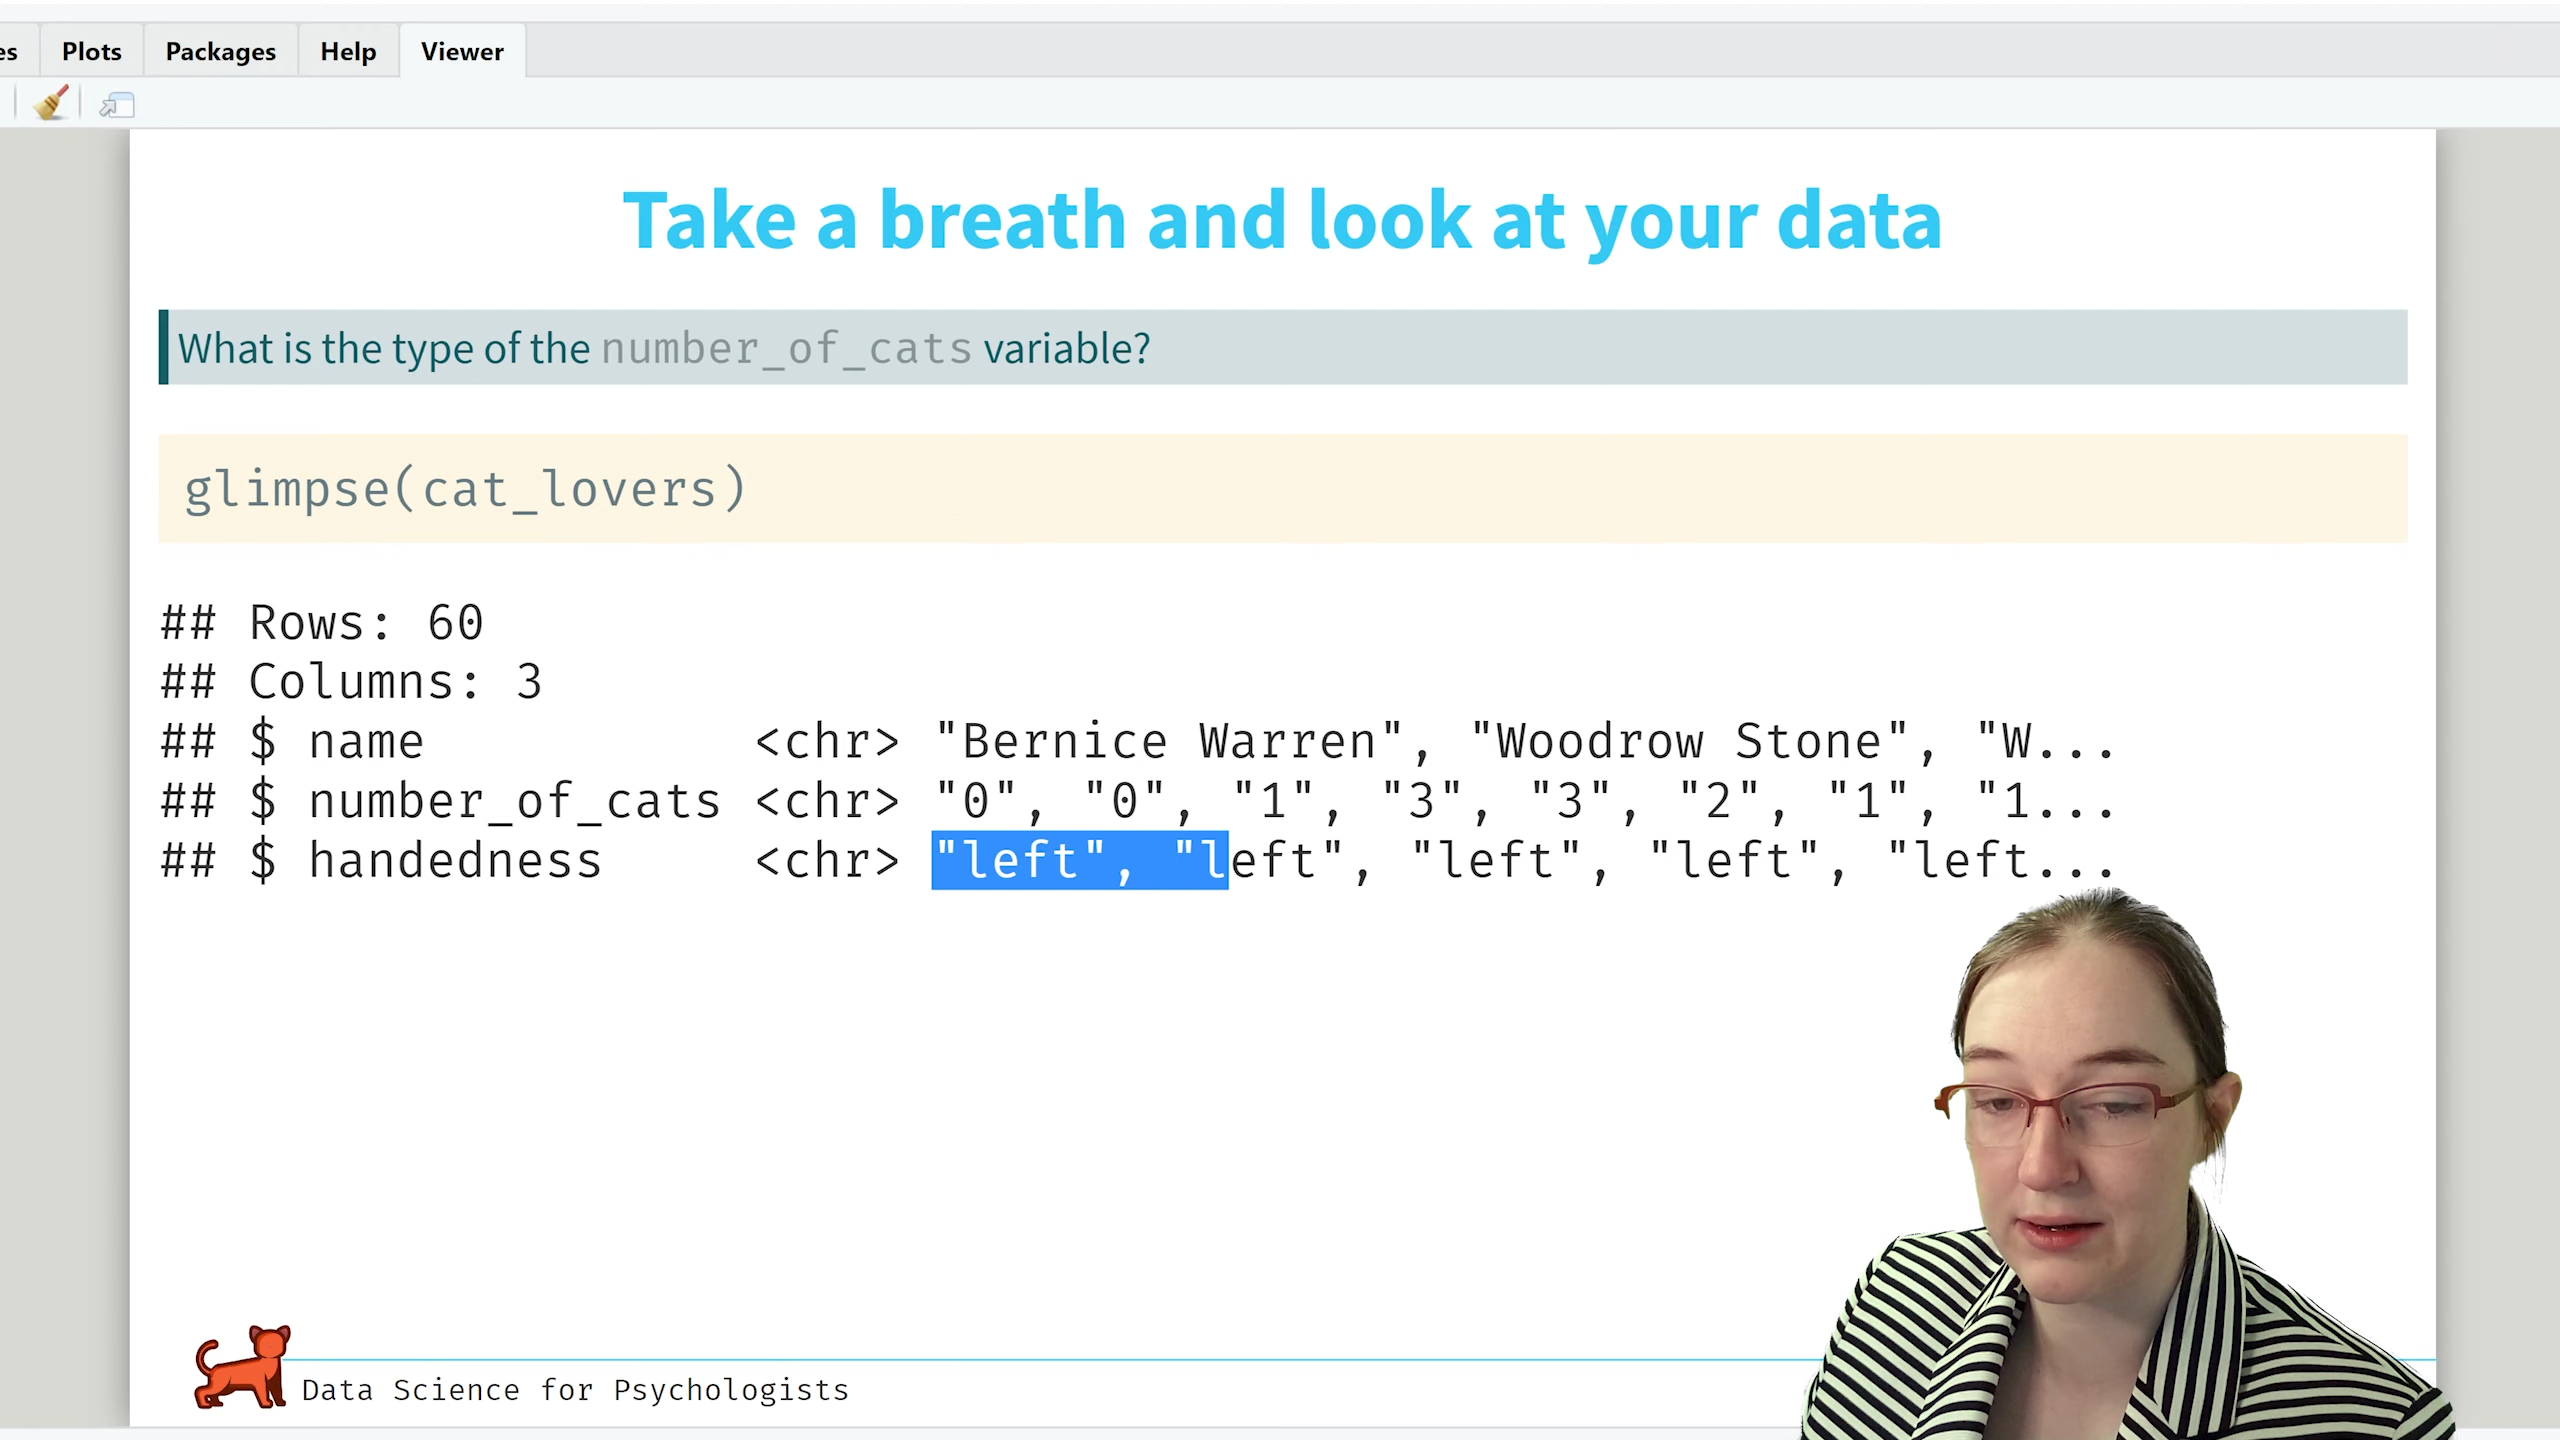 es Plots Packages Help Viewer
Take a breath and look at your data
What is the type of the number_of_cats variable?
glimpse(cat_lovers)
## Rows: 60
## Columns: 3
## $ name           <chr> "Bernice Warren", "Woodrow Stone", "W...
## $ number_of_cats <chr> "0", "0", "1", "3", "3", "2", "1", "1...
## $ handedness     <chr> "left", "left", "left", "left", "left...
Data Science for Psychologists